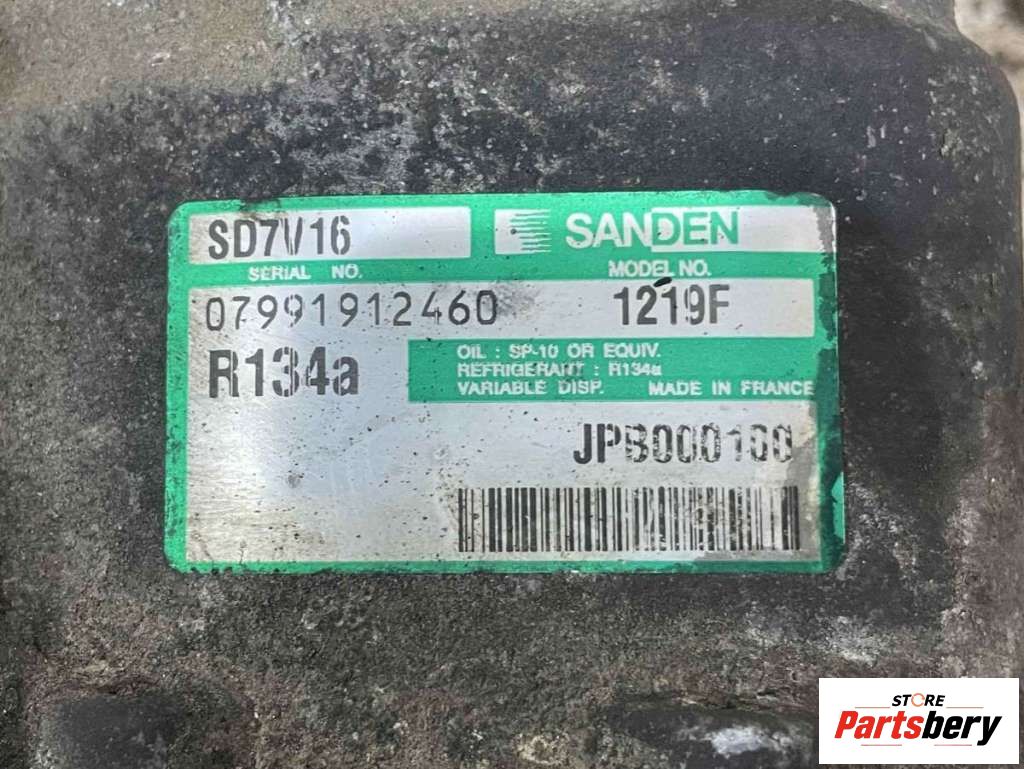 SD7V16
SANDEN
SERIAL NO.
MODEL NO.
07991912460
1219F
R134a
OIL : SP-10 OR EQUIV.
REFRIGERANT : R134a
VARIABLE DISP. MADE IN FRANCE
JPB000100
STORE
Partsbery